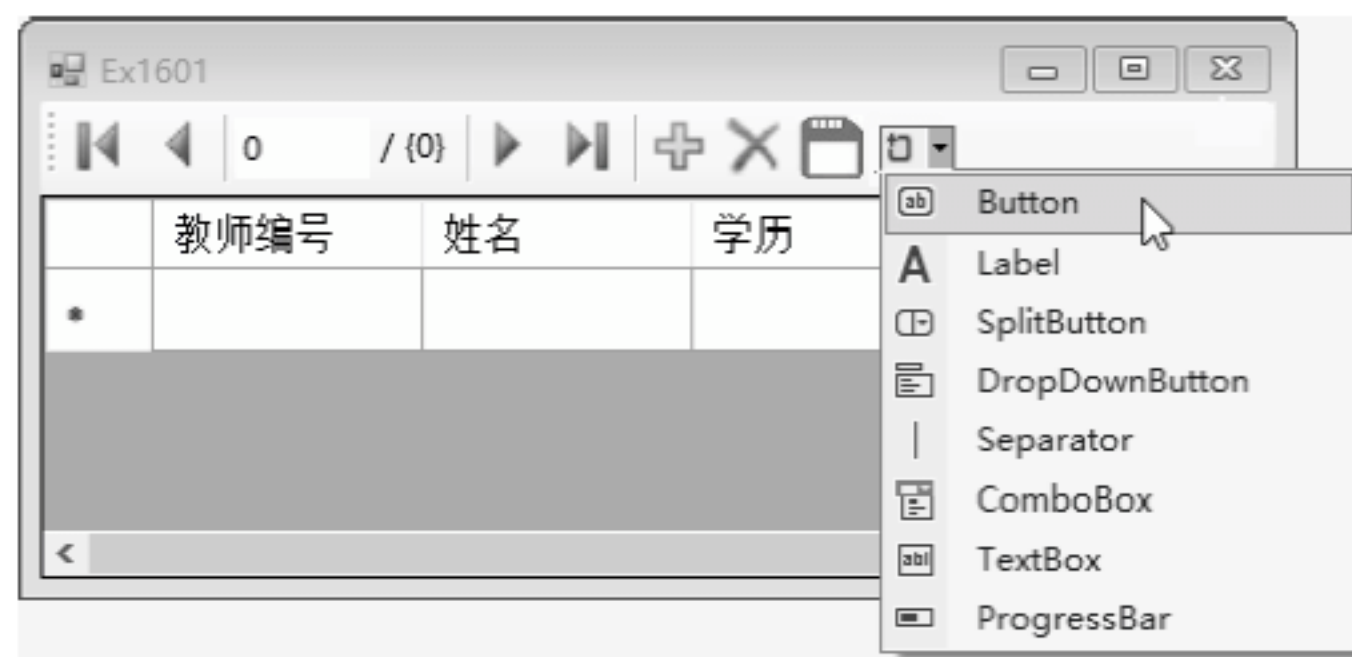 Ex1601
0 / {0}
教师编号 姓名 学历
Button
Label
SplitButton
DropDownButton
Separator
ComboBox
TextBox
ProgressBar